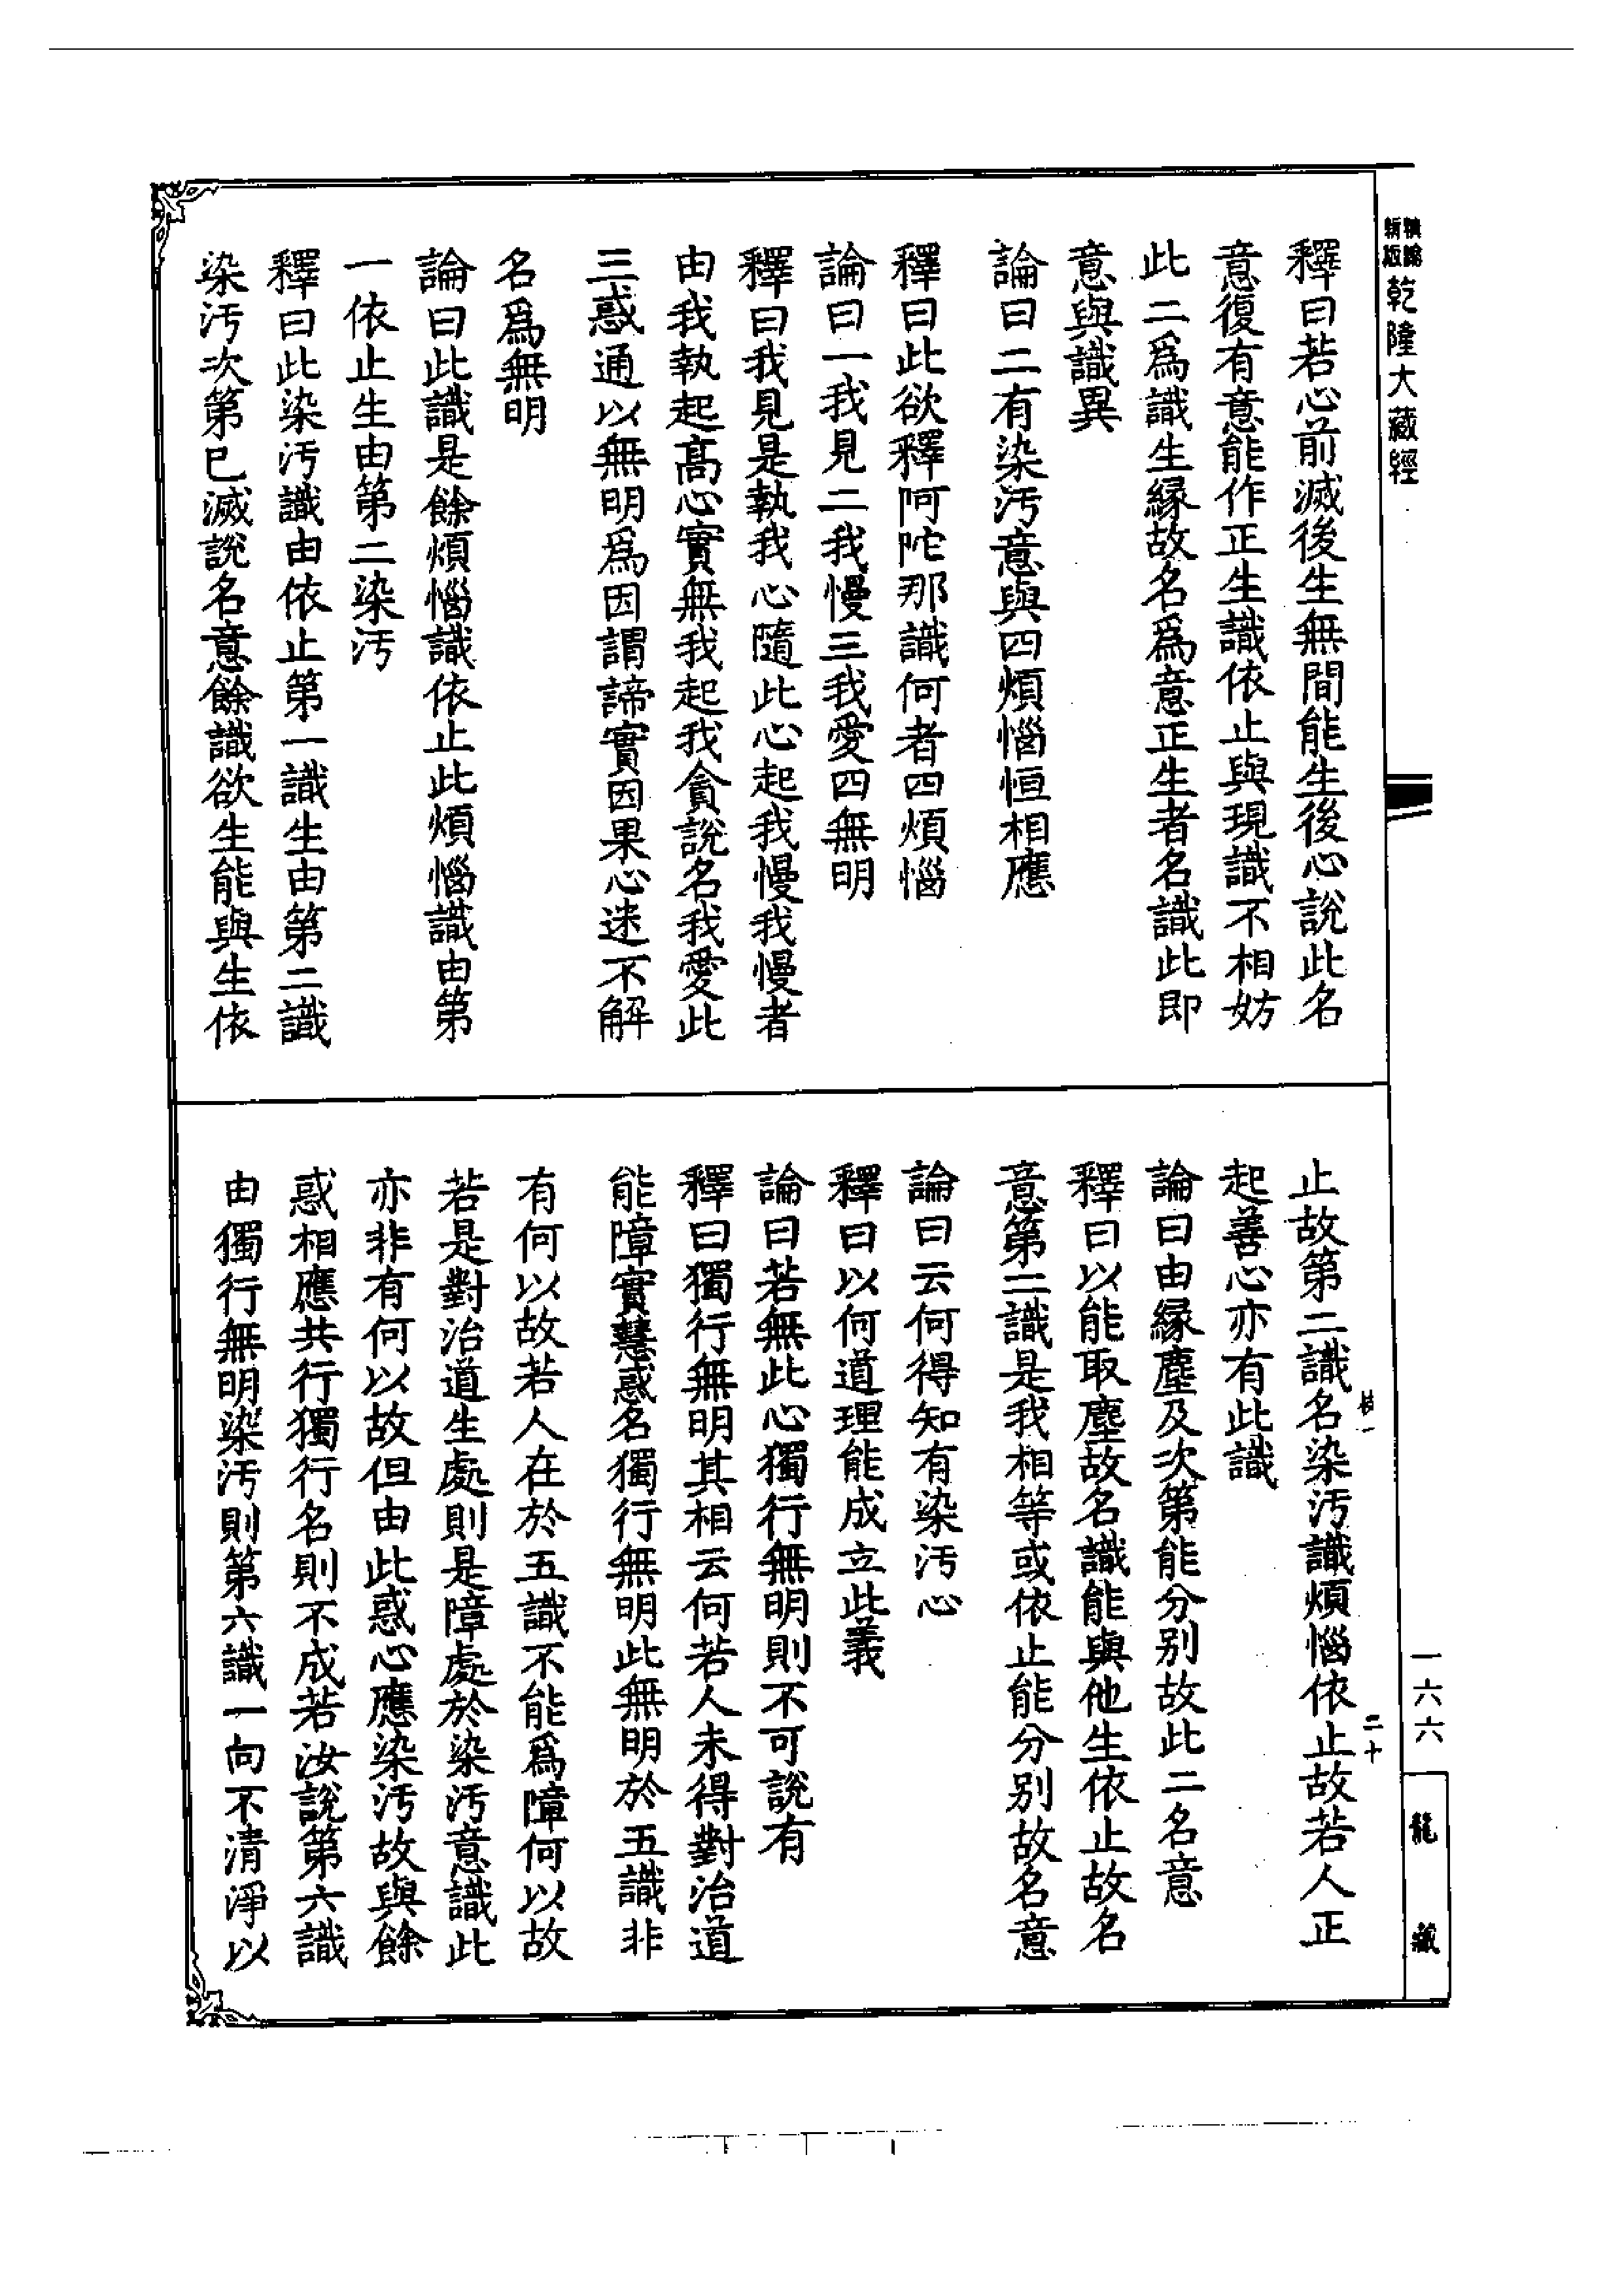 新版
乾隆大藏經
釋曰若心前滅後生無間能生後心說此名
意復有意能作正生識依止與現識不相妨
此二爲識生緣故名爲意正生者名識此即
意與識異
論曰二有染汚意與四煩惱恒相應
釋曰此欲釋阿陀那識何者四煩惱
論曰一我見二我慢三我愛四無明
釋曰我見是執我心隨此心起我慢我慢者
由我執起高心實無我起我貪說名我愛此
三惑通以無明爲因謂諦實因果心迷不解
名爲無明
論曰此識是餘煩惱識依止此煩惱識由第
一依止生由第二染汚
釋曰此染汚識由依止第一識生由第二識
染汚次第已滅說名意餘識欲生能與生依
止故第二識名染汚識煩惱依止故若人正
起善心亦有此識
論曰由緣塵及次第能分別故此二名意
釋曰以能取塵故名識能與他生依止故名
意第二識是我相等或依止能分別故名意
論曰云何得知有染汚心
釋曰以何道理能成立此義
論曰若無此心獨行無明則不可說有
釋曰獨行無明其相云何若人未得對治道
能障實慧惑名獨行無明此無明於五識非
有何以故若人在於五識不能爲障何以故
若是對治道生處則是障處於染汚意識此
亦非有何以故但由此惑心應染汚故與餘
惑相應共行獨行名則不成若汝說第六識
由獨行無明染汚則第六識一向不清淨以
枝一
二十
一六六
龍藏